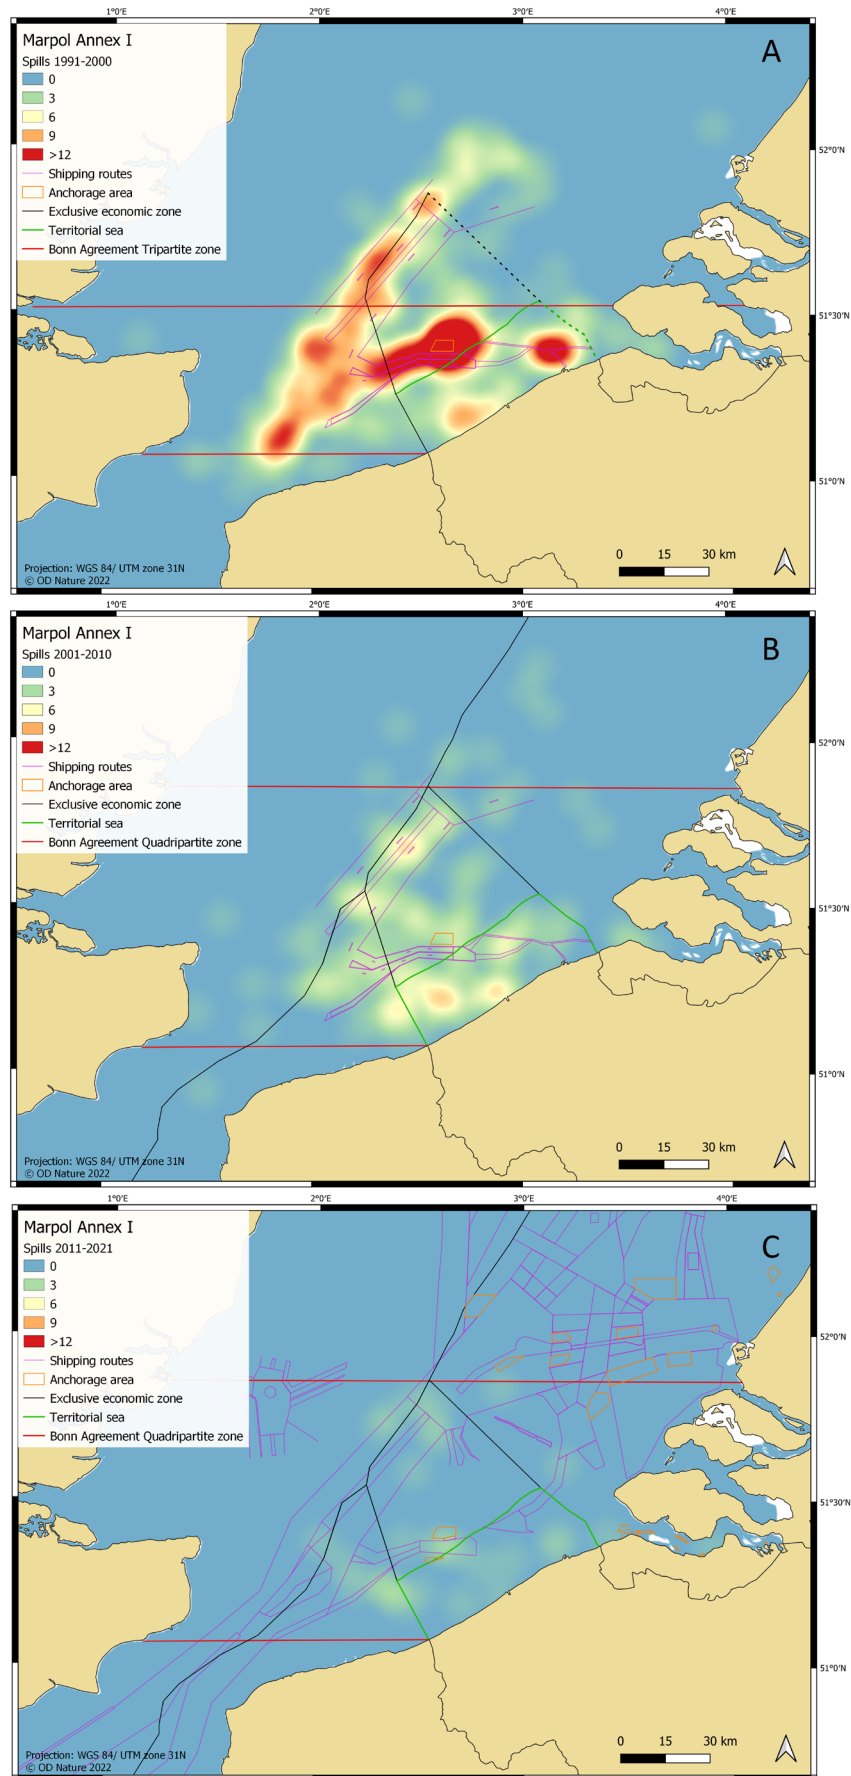 1°0'E 2°0'E 3°0'E 4°0'E
Marpol Annex I
A
Spills 1991-2000
0
3
6
9
>12
Shipping routes
Anchorage area
Exclusive economic zone
Territorial sea
Bonn Agreement Tripartite zone
52°0'N
51°30'N
51°0'N
0 15 30 km
Projection: WGS 84/ UTM zone 31N
© OD Nature 2022
1°0'E 2°0'E 3°0'E 4°0'E
Marpol Annex I
B
Spills 2001-2010
0
3
6
9
>12
Shipping routes
Anchorage area
Exclusive economic zone
Territorial sea
Bonn Agreement Quadripartite zone
52°0'N
51°30'N
51°0'N
0 15 30 km
Projection: WGS 84/ UTM zone 31N
© OD Nature 2022
1°0'E 2°0'E 3°0'E 4°0'E
Marpol Annex I
C
Spills 2011-2021
0
3
6
9
>12
Shipping routes
Anchorage area
Exclusive economic zone
Territorial sea
Bonn Agreement Quadripartite zone
52°0'N
51°30'N
51°0'N
0 15 30 km
Projection: WGS 84/ UTM zone 31N
© OD Nature 2022